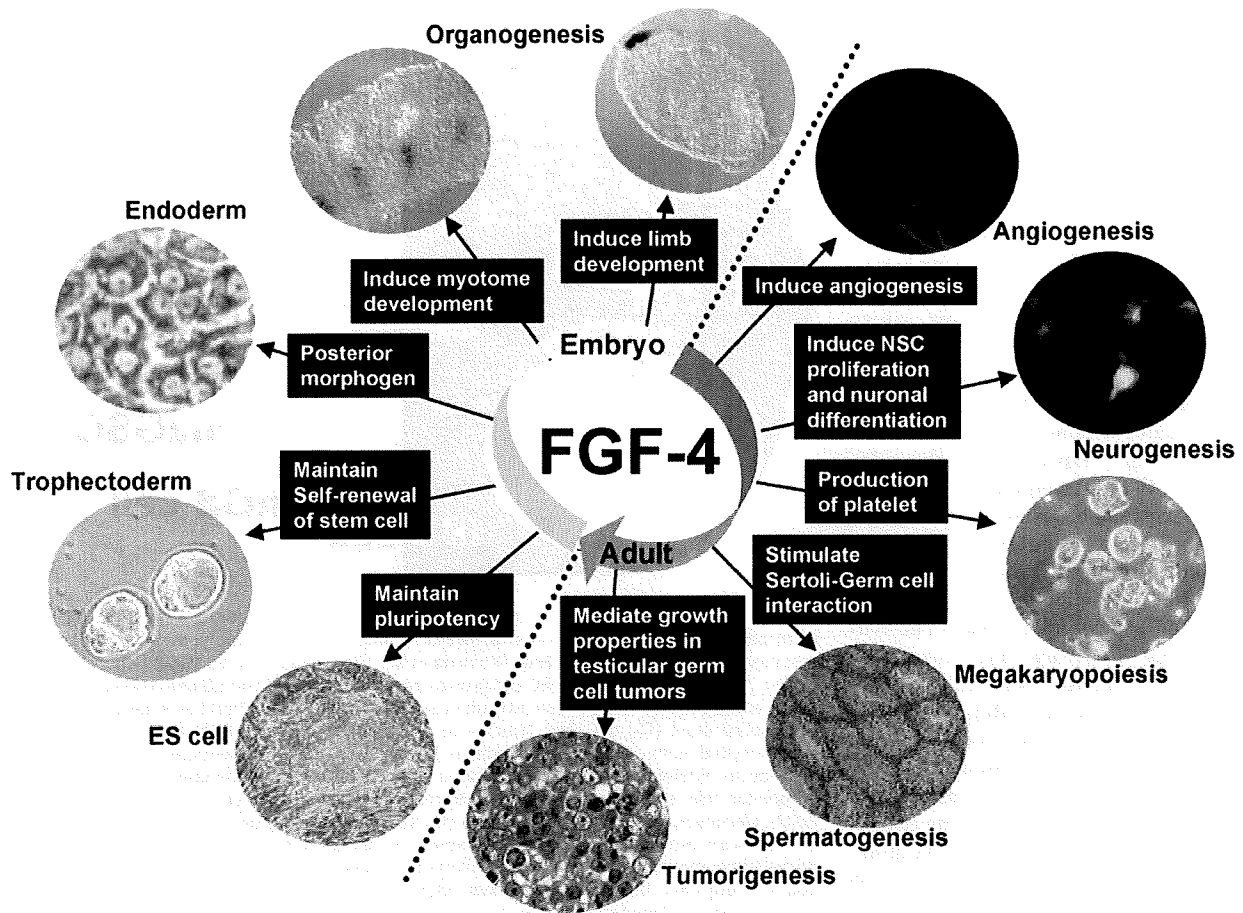 Organogenesis
Endoderm
Induce myotome
development
Induce limb
development
Angiogenesis
Induce angiogenesis
Posterior
morphogen
Embryo
Induce NSC
proliferation
and nuronal
differentiation
Neurogenesis
FGF-4
Trophectoderm
Maintain
Self-renewal
of stem cell
Production
of platelet
Adult
Maintain
pluripotency
Mediate growth
properties in
testicular germ
cell tumors
Stimulate
Sertoli-Germ cell
interaction
Megakaryopoiesis
ES cell
Spermatogenesis
Tumorigenesis